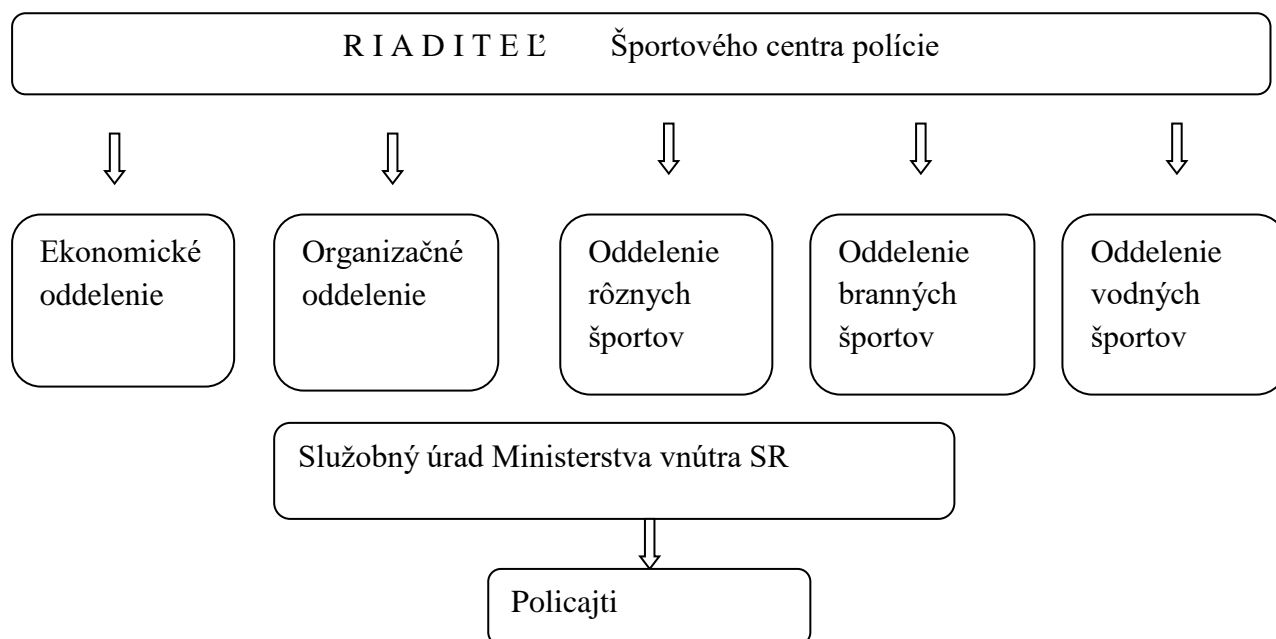 R I A D I T E Ľ Športového centra polície
Ekonomické
oddelenie
Organizačné
oddelenie
Oddelenie
rôznych
športov
Oddelenie
branných
športov
Oddelenie
vodných
športov
Služobný úrad Ministerstva vnútra SR
Policajti